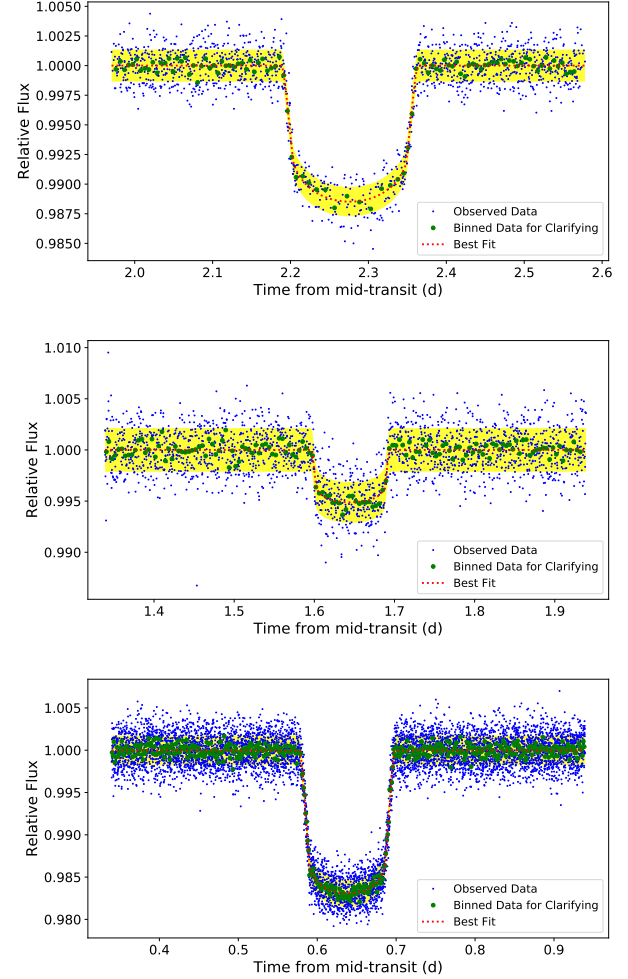 1.0050
1.0025
1.0000
0.9975
0.9950
0.9925
0.9900
0.9875
0.9850
Relative Flux
Observed Data
Binned Data for Clarifying
Best Fit
2.0 2.1 2.2 2.3 2.4 2.5 2.6
Time from mid-transit (d)
1.010
1.005
1.000
0.995
0.990
Relative Flux
Observed Data
Binned Data for Clarifying
Best Fit
1.4 1.5 1.6 1.7 1.8 1.9
Time from mid-transit (d)
1.005
1.000
0.995
0.990
0.985
0.980
Relative Flux
Observed Data
Binned Data for Clarifying
Best Fit
0.4 0.5 0.6 0.7 0.8 0.9
Time from mid-transit (d)